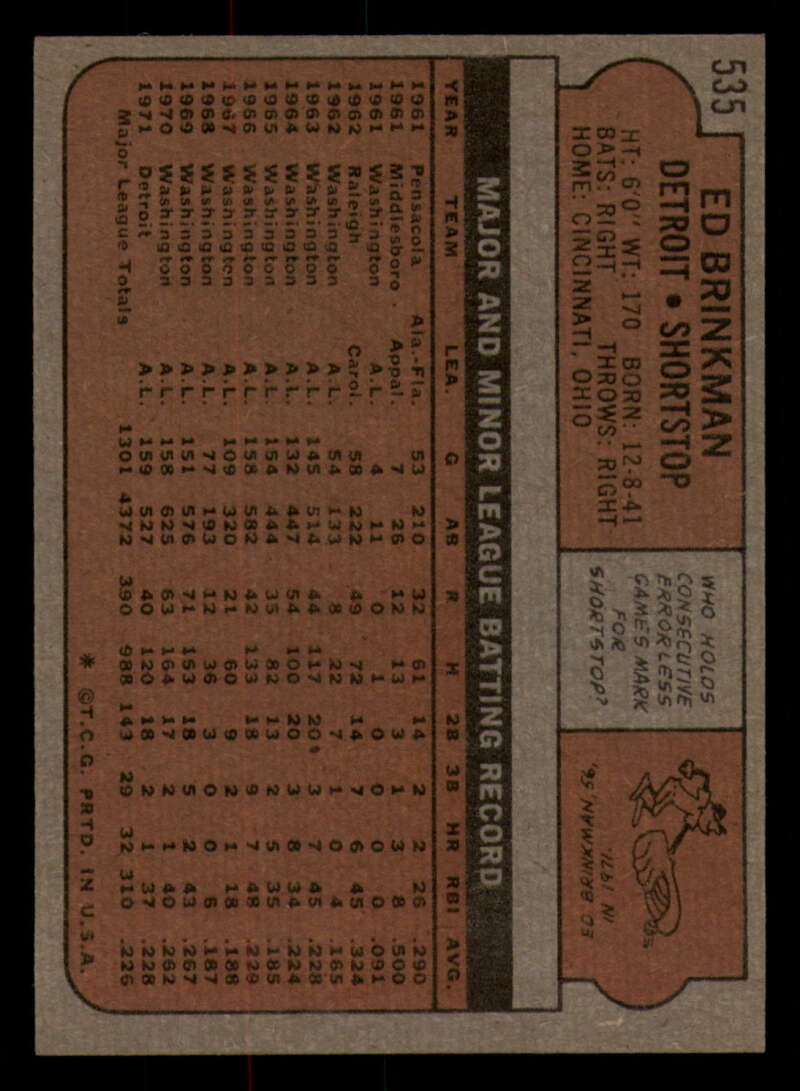 535
ED BRINKMAN
DETROIT • SHORTSTOP
HT: 6'0" WT: 170 BORN: 12-8-41
BATS: RIGHT THROWS: RIGHT
HOME: CINCINNATI, OHIO
WHO HOLDS
CONSECUTIVE
ERRORLESS
GAMES MARK
FOR
SHORTSTOP?
ED BRINKMAN 56,
IN 1971.
MAJOR AND MINOR LEAGUE BATTING RECORD
YEAR TEAM LEA. G AB R H 2B 3B HR RBI AVG.
1961 Pensacola Ala.-Fla. 53 210 32 61 14 2 2 26 .290
1961 Middlesboro Appal. 7 26 12 13 3 1 3 8 .500
1961 Washington A.L. 4 11 0 1 0 0 0 0 .091
1962 Raleigh Carol. 58 222 49 72 14 7 6 45 .324
1962 Washington A.L. 54 133 8 22 7 1 0 4 .165
1963 Washington A.L. 145 514 44 117 20 3 7 45 .228
1964 Washington A.L. 132 447 54 100 20 3 8 34 .224
1965 Washington A.L. 154 444 35 82 13 2 5 35 .185
1966 Washington A.L. 158 582 42 133 18 9 7 48 .229
1967 Washington A.L. 109 320 21 60 9 2 1 18 .188
1968 Washington A.L. 77 193 12 36 3 0 0 6 .187
1969 Washington A.L. 151 576 71 153 18 5 2 43 .267
1970 Washington A.L. 158 625 63 164 17 2 1 40 .262
1971 Detroit A.L. 159 527 40 120 18 2 1 37 .228
Major League Totals 1301 4372 390 988 143 29 32 310 .226
* ©T.C.G. PRTD. IN U.S.A.